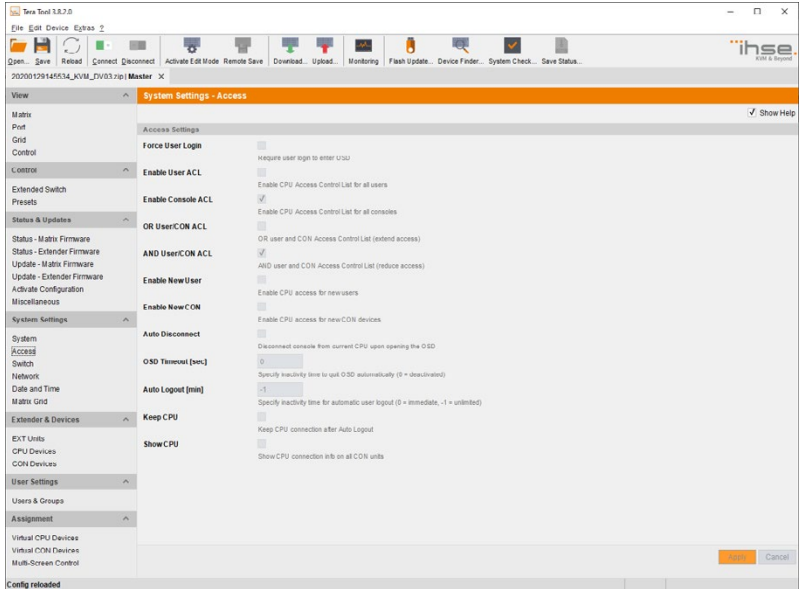 Tera Tool 3.8.2.0
File Edit Device Extras ?
Open... Save Reload Connect Disconnect Activate Edit Mode Remote Save Download... Upload... Monitoring Flash Update... Device Finder... System Check... Save Status...
ihse.
KVM & Beyond
20200129145534_KVM_DV03.zip | Master ×
View
Matrix
Port
Grid
Control
Control
Extended Switch
Presets
Status & Updates
Status - Matrix Firmware
Status - Extender Firmware
Update - Matrix Firmware
Update - Extender Firmware
Activate Configuration
Miscellaneous
System Settings
System
Access
Switch
Network
Date and Time
Matrix Grid
Extender & Devices
EXT Units
CPU Devices
CON Devices
User Settings
Users & Groups
Assignment
Virtual CPU Devices
Virtual CON Devices
Multi-Screen Control
System Settings - Access
Show Help
Access Settings
Force User Login
Require user login to enter OSD
Enable User ACL
Enable CPU Access Control List for all users
Enable Console ACL
Enable CPU Access Control List for all consoles
OR User/CON ACL
OR user and CON Access Control List (extend access)
AND User/CON ACL
AND user and CON Access Control List (reduce access)
Enable New User
Enable CPU access for new users
Enable New CON
Enable CPU access for new CON devices
Auto Disconnect
Disconnect console from current CPU upon opening the OSD
OSD Timeout [sec] 0
Specify inactivity time to quit OSD automatically (0 = deactivated)
Auto Logout [min] -1
Specify inactivity time for automatic user logout (0 = immediate, -1 = unlimited)
Keep CPU
Keep CPU connection after Auto Logout
Show CPU
Show CPU connection info on all CON units
Apply Cancel
Config reloaded